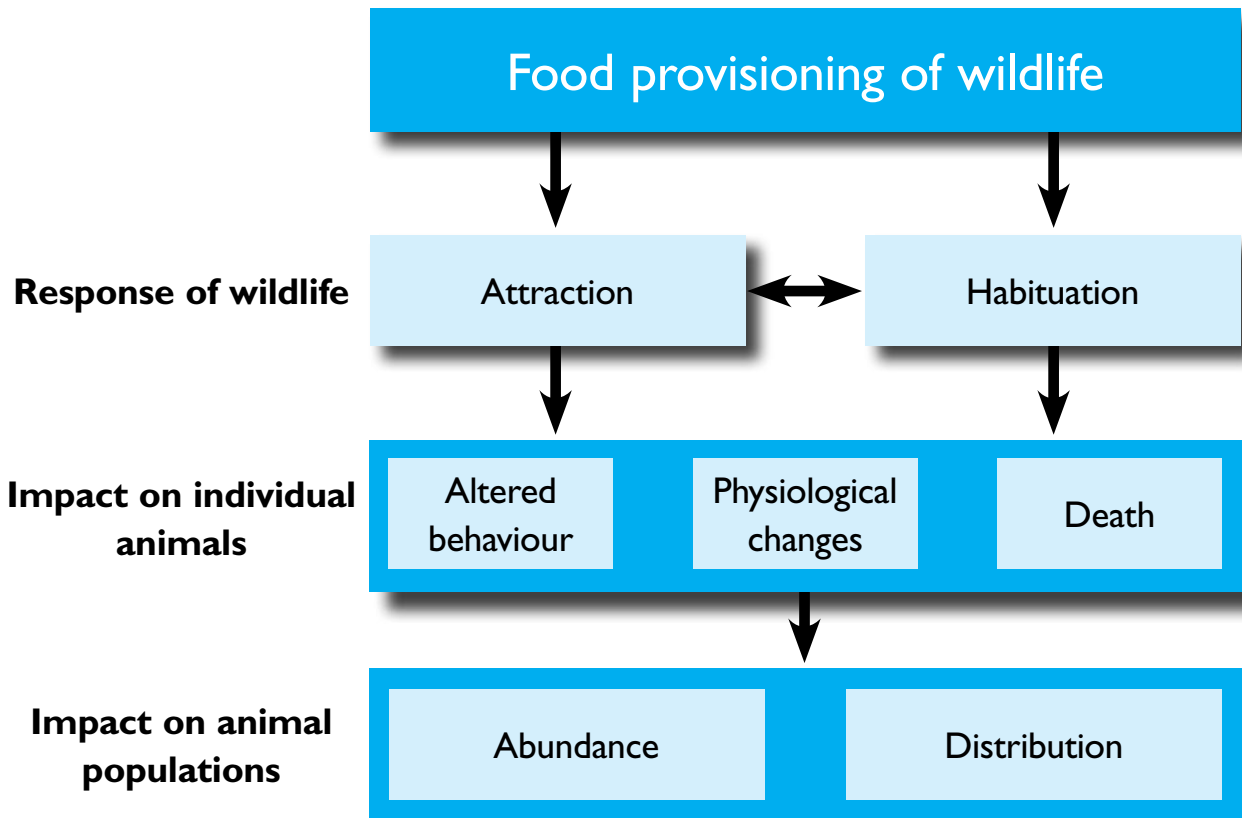 Food provisioning of wildlife
Response of wildlife
Attraction
Habituation
Impact on individual
animals
Altered
behaviour
Physiological
changes
Death
Impact on animal
populations
Abundance
Distribution